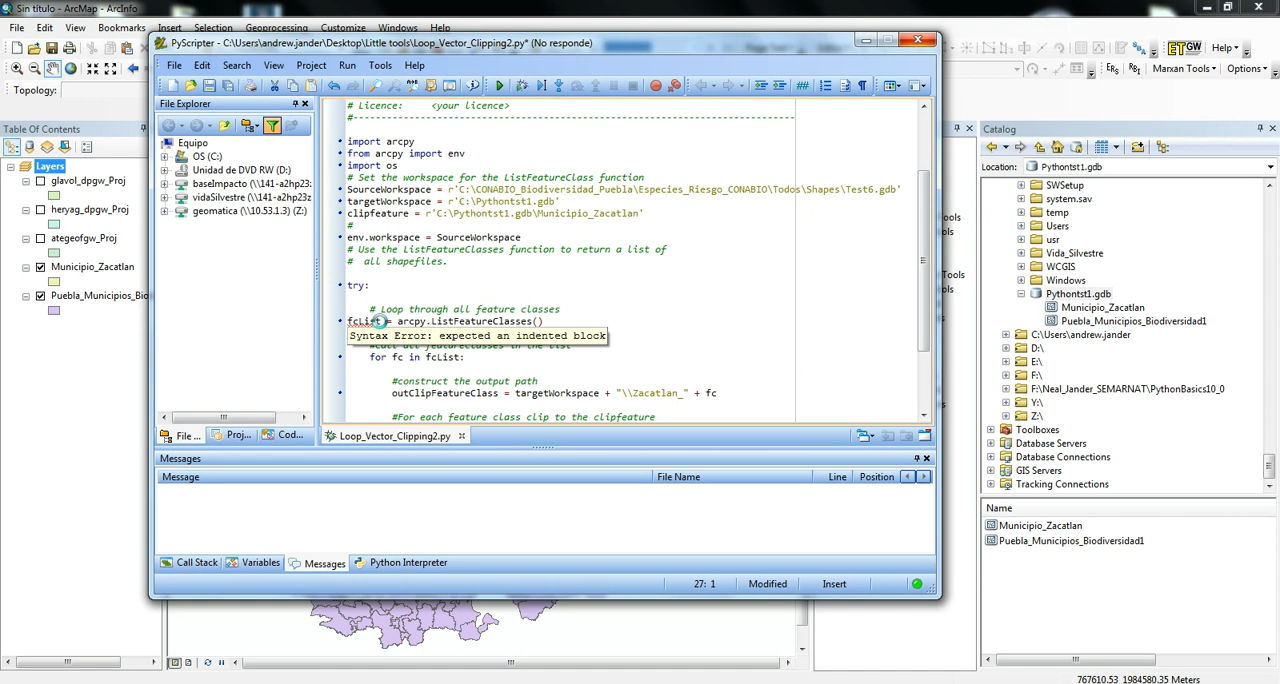 Sin título - ArcMap - ArcInfo
File Edit View Bookmarks Insert Selection Geoprocessing Customize Windows Help
PyScripter - C:\Users\andrew.jander\Desktop\Little tools\Loop_Vector_Clipping2.py* (No responde)
File Edit Search View Project Run Tools Help
ETGW Help
Marxan Tools Options
Topology:
File Explorer
Table Of Contents
Catalog
Location: Pythontst1.gdb
Layers
glavol_dpgw_Proj
heryag_dpgw_Proj
ategeofgw_Proj
Municipio_Zacatlan
Puebla_Municipios_Bio
Equipo
OS (C:)
Unidad de DVD RW (D:)
baseImpacto (\\141-a2hp23:
vidaSilvestre (\\141-a2hp23:
geomatica (\\10.53.1.3) (Z:)
# Licence: <your licence>
#-------------------------------------------------------------------------------
import arcpy
from arcpy import env
import os
# Set the workspace for the ListFeatureClass function
SourceWorkspace = r'C:\CONABIO_Biodiversidad_Puebla\Especies_Riesgo_CONABIO\Todos\Shapes\Test6.gdb'
targetWorkspace = r'C:\Pythontst1.gdb'
clipfeature = r'C:\Pythontst1.gdb\Municipio_Zacatlan'
#
env.workspace = SourceWorkspace
# Use the ListFeatureClasses function to return a list of
# all shapefiles.
try:
# Loop through all feature classes
fcList = arcpy.ListFeatureClasses()
Syntax Error: expected an indented block
for fc in fcList:
#construct the output path
outClipFeatureClass = targetWorkspace + "\\Zacatlan_" + fc
#For each feature class clip to the clipfeature
File ... Proj... Cod...
Loop_Vector_Clipping2.py
Messages
Message File Name Line Position
Call Stack Variables Messages Python Interpreter
27: 1 Modified Insert
SWSetup
system.sav
temp
Users
usr
Vida_Silvestre
WCGIS
Windows
Pythontst1.gdb
Municipio_Zacatlan
Puebla_Municipios_Biodiversidad1
C:\Users\andrew.jander
D:\
E:\
F:\
F:\Neal_Jander_SEMARNAT\PythonBasics10_0
Y:\
Z:\
Toolboxes
Database Servers
Database Connections
GIS Servers
Tracking Connections
Name
Municipio_Zacatlan
Puebla_Municipios_Biodiversidad1
767610.53 1984580.35 Meters